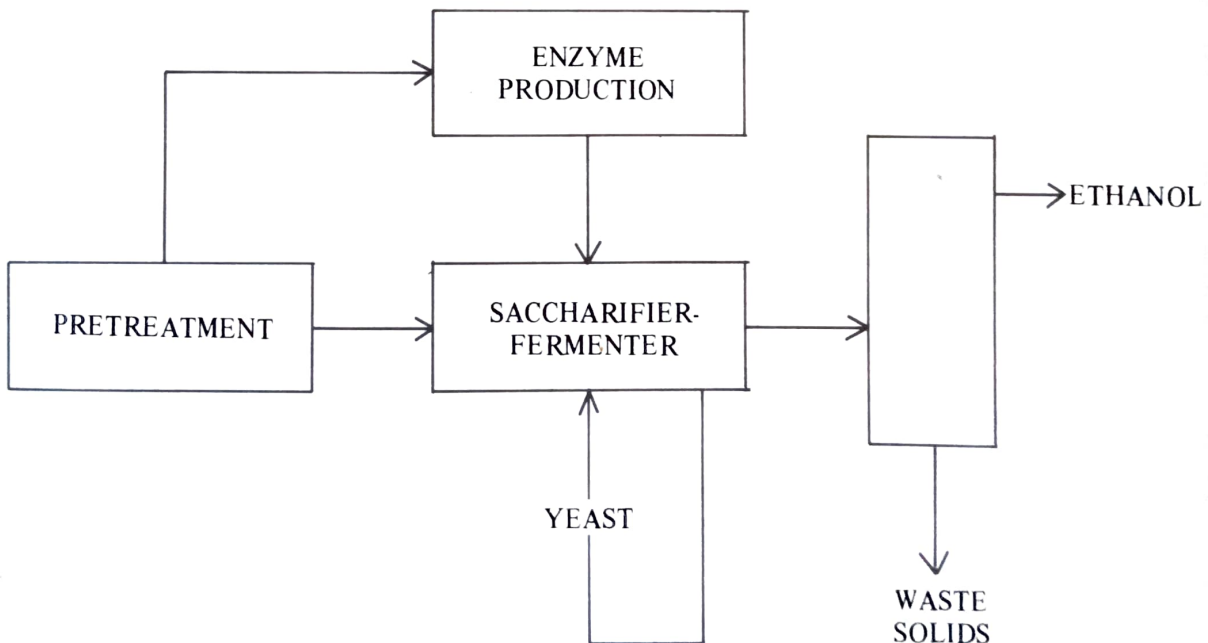 ENZYME
PRODUCTION
ETHANOL
PRETREATMENT
SACCHARIFIER-
FERMENTER
YEAST
WASTE
SOLIDS